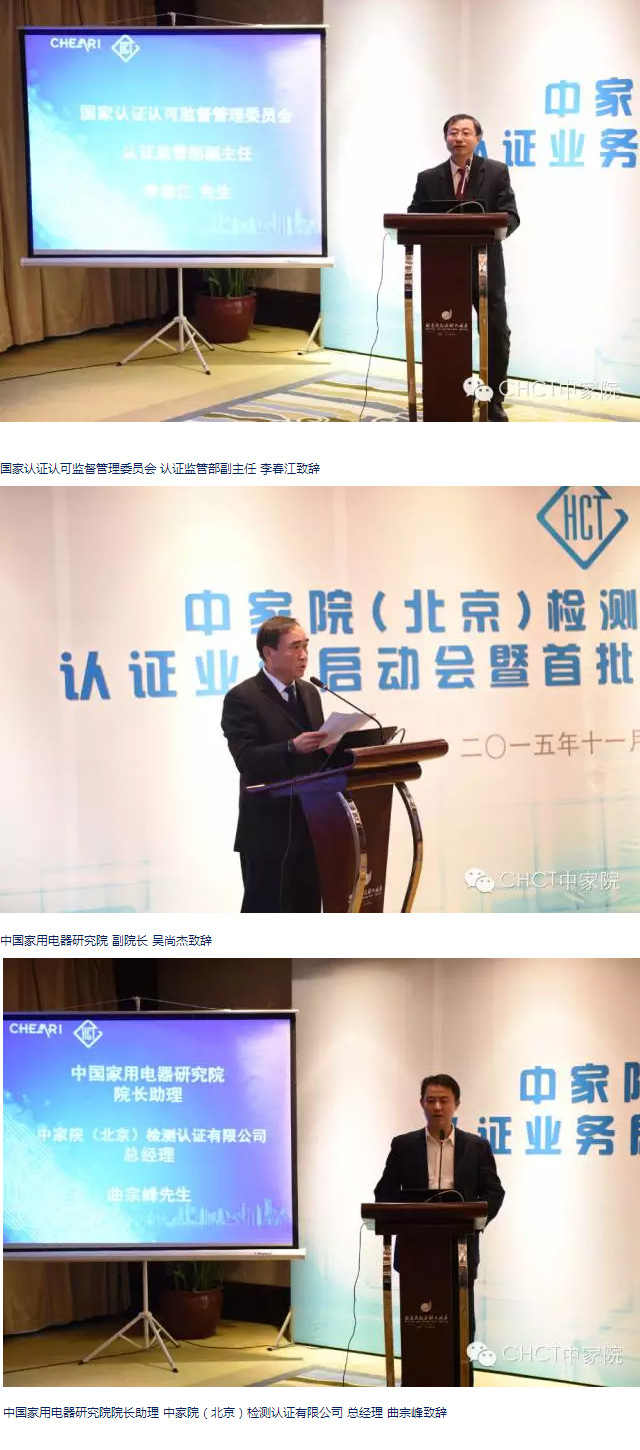 CHEARI HCT
国家认证认可监督管理委员会
认证监管部副主任
李春江 先生
中家
认证业务
CHCT中家院
国家认证认可监督管理委员会 认证监管部副主任 李春江致辞
HCT
中家院（北京）检测
认证业务启动会暨首批
二〇一五年十一月
CHCT中家院
中国家用电器研究院 副院长 吴尚杰致辞
CHEARI HCT
中国家用电器研究院
院长助理
中家院（北京）检测认证有限公司
总经理
曲宗峰先生
中家院
认证业务启
CHCT中家院
中国家用电器研究院院长助理 中家院（北京）检测认证有限公司 总经理 曲宗峰致辞